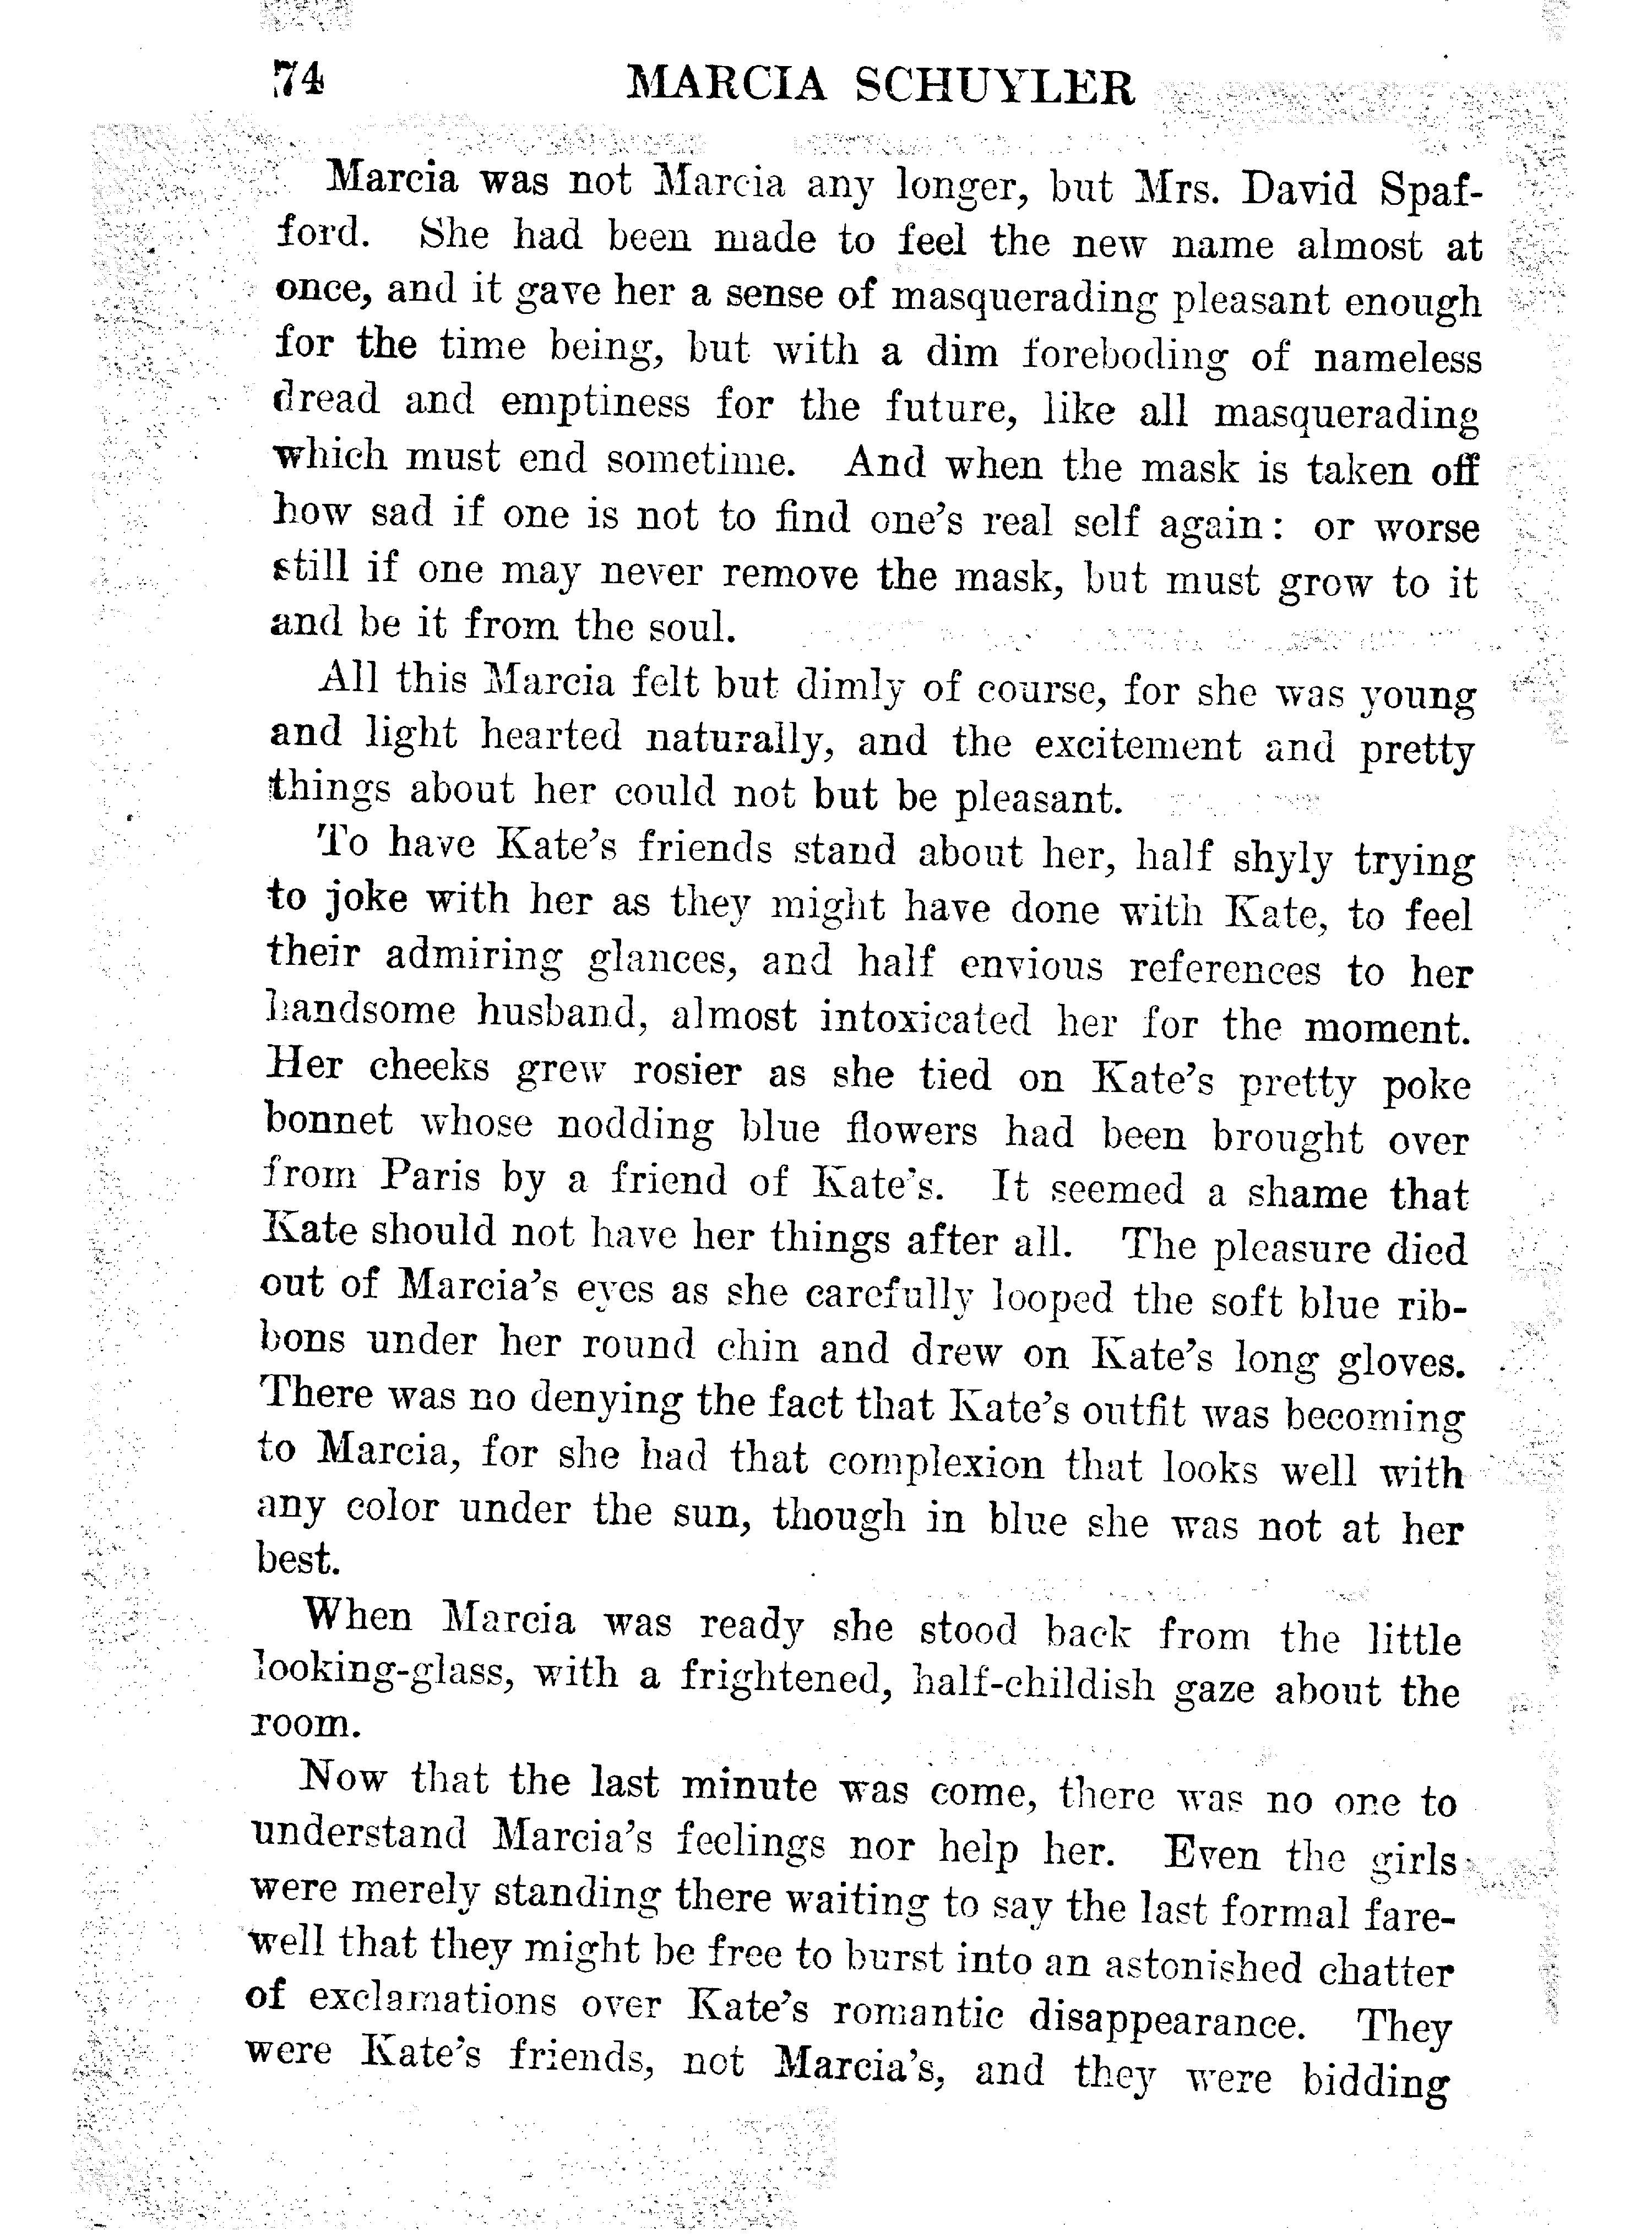 74 MARCIA SCHUYLER
Marcia was not Marcia any longer, but Mrs. David Spaf-
ford. She had been made to feel the new name almost at
once, and it gave her a sense of masquerading pleasant enough
for the time being, but with a dim foreboding of nameless
dread and emptiness for the future, like all masquerading
which must end sometime. And when the mask is taken off
how sad if one is not to find one's real self again: or worse
still if one may never remove the mask, but must grow to it
and be it from the soul.
All this Marcia felt but dimly of course, for she was young
and light hearted naturally, and the excitement and pretty
things about her could not but be pleasant.
To have Kate's friends stand about her, half shyly trying
to joke with her as they might have done with Kate, to feel
their admiring glances, and half envious references to her
handsome husband, almost intoxicated her for the moment.
Her cheeks grew rosier as she tied on Kate's pretty poke
bonnet whose nodding blue flowers had been brought over
from Paris by a friend of Kate's. It seemed a shame that
Kate should not have her things after all. The pleasure died
out of Marcia's eyes as she carefully looped the soft blue rib-
bons under her round chin and drew on Kate's long gloves.
There was no denying the fact that Kate's outfit was becoming
to Marcia, for she had that complexion that looks well with
any color under the sun, though in blue she was not at her
best.
When Marcia was ready she stood back from the little
looking-glass, with a frightened, half-childish gaze about the
room.
Now that the last minute was come, there was no one to
understand Marcia's feelings nor help her. Even the girls
were merely standing there waiting to say the last formal fare-
well that they might be free to burst into an astonished chatter
of exclamations over Kate's romantic disappearance. They
were Kate's friends, not Marcia's, and they were bidding